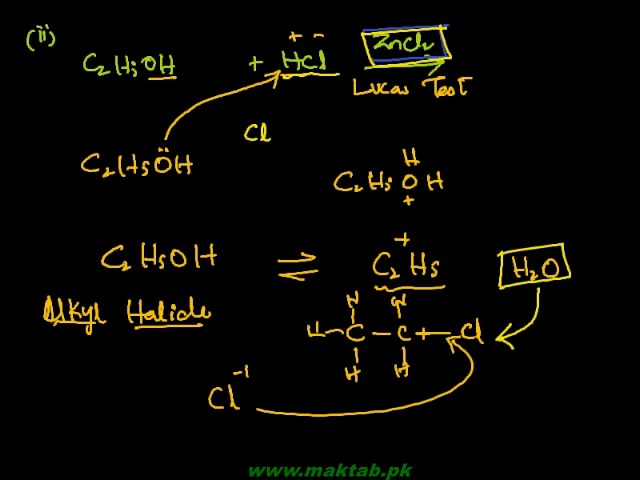 (ii)
C2H5OH + HCl ZnCl2
+ -
Lucas Test
Cl
C2H5ÖH
H
C2H5 O H
+
C2H5OH ⇌ C2H5 H2O
+
Alkyl Halide
H H
H-C-C+-Cl
H H
Cl-1
www.maktab.pk